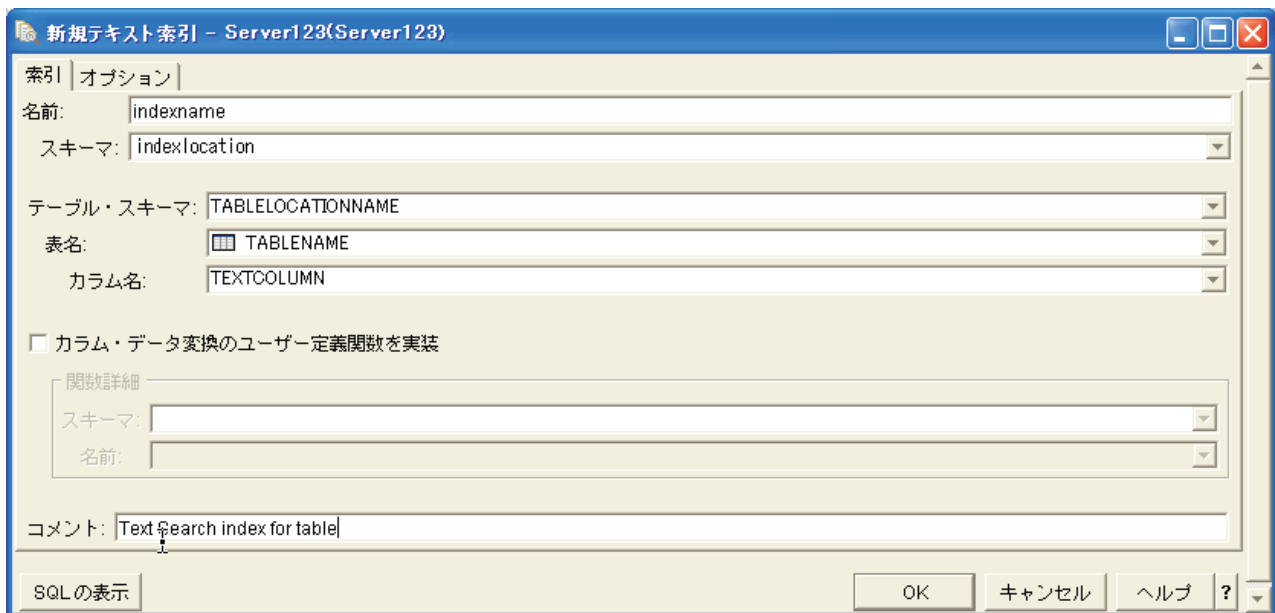 新規テキスト索引 - Server123(Server123)
索引 オプション
名前: indexname
スキーマ: indexlocation
テーブル・スキーマ: TABLELOCATIONNAME
表名: TABLENAME
カラム名: TEXTCOLUMN
カラム・データ変換のユーザー定義関数を実装
関数詳細
スキーマ:
名前:
コメント: Text Search index for table
SQLの表示 OK キャンセル ヘルプ ?